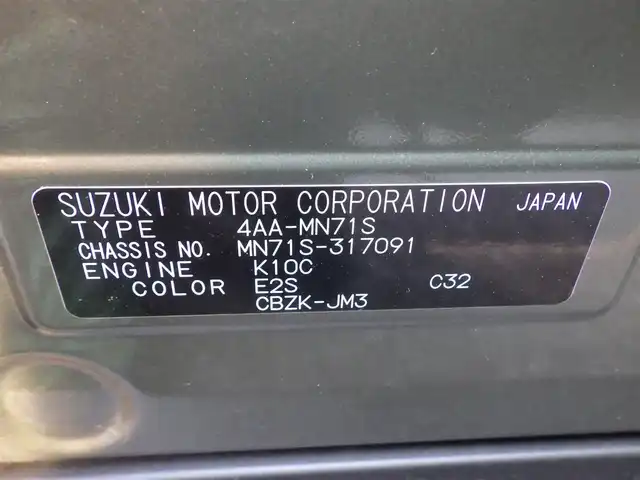 SUZUKI MOTOR CORPORATION JAPAN
TYPE 4AA-MN71S
CHASSIS NO. MN71S-317091
ENGINE K10C
COLOR E2S C32
CBZK-JM3